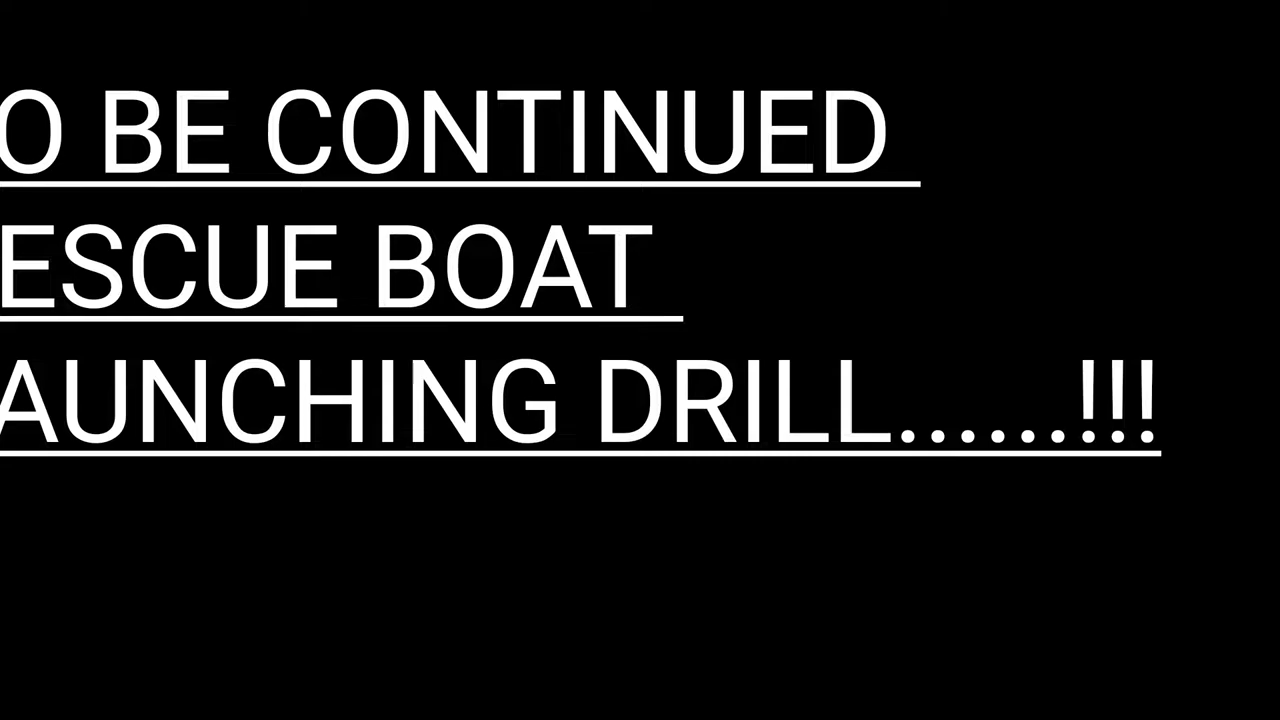 O BE CONTINUED
ESCUE BOAT
AUNCHING DRILL......!!!